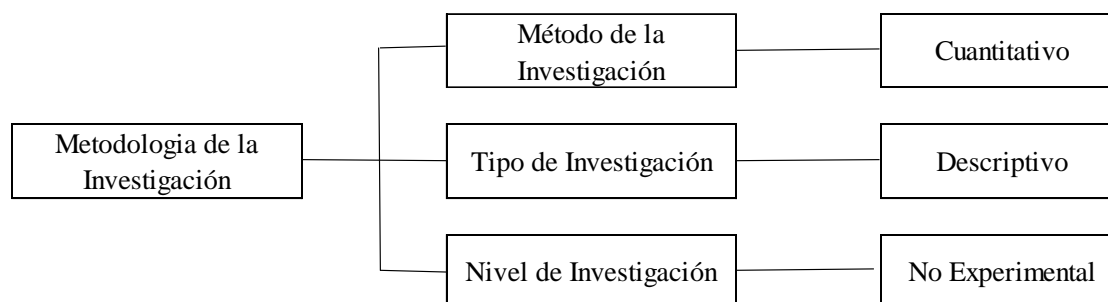 Método de la
Investigación
Cuantitativo
Metodologia de la
Investigación
Tipo de Investigación
Descriptivo
Nivel de Investigación
No Experimental